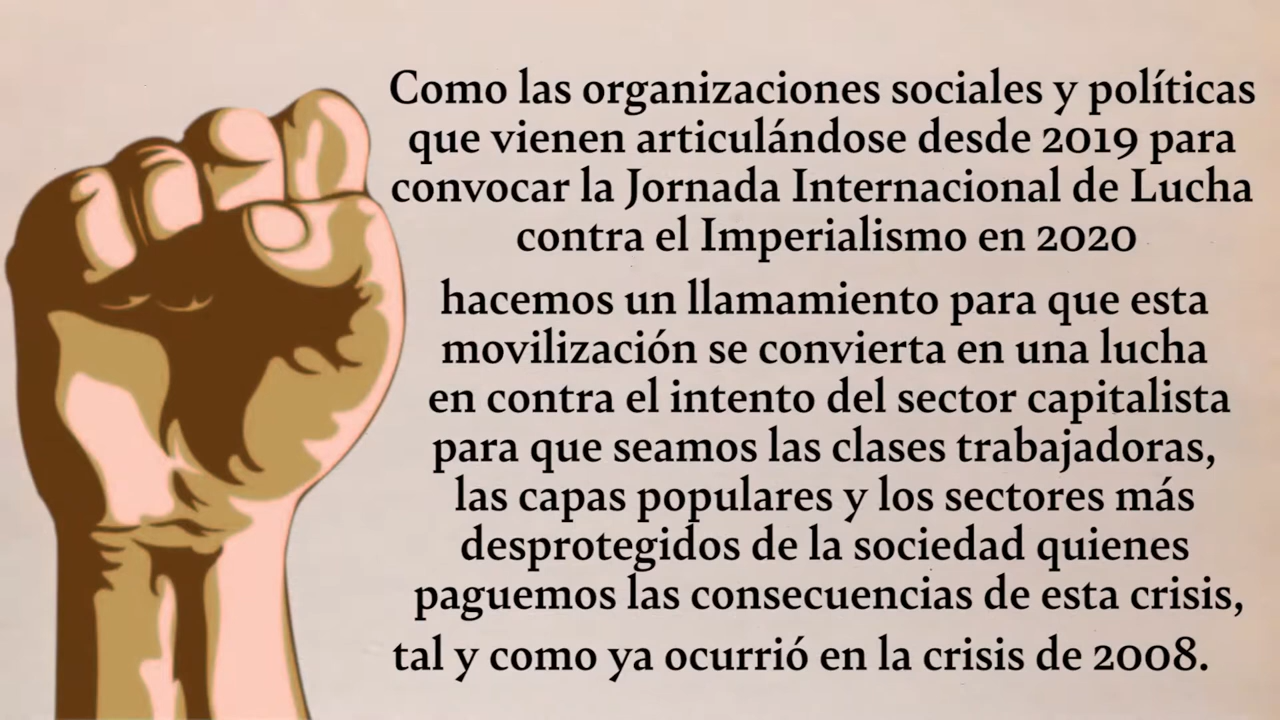 Como las organizaciones sociales y políticas
que vienen articulándose desde 2019 para
convocar la Jornada Internacional de Lucha
contra el Imperialismo en 2020
hacemos un llamamiento para que esta
movilización se convierta en una lucha
en contra el intento del sector capitalista
para que seamos las clases trabajadoras,
las capas populares y los sectores más
desprotegidos de la sociedad quienes
paguemos las consecuencias de esta crisis,
tal y como ya ocurrió en la crisis de 2008.